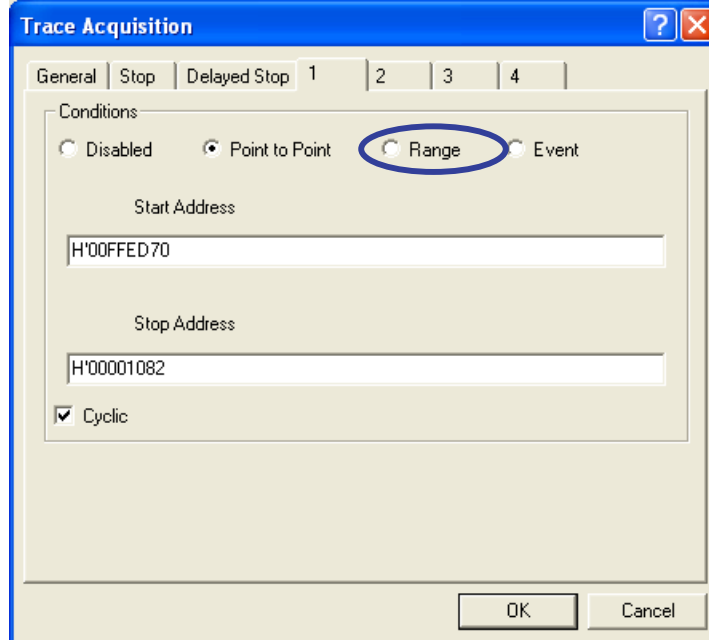 Trace Acquisition
General Stop Delayed Stop 1 2 3 4
Conditions
Disabled Point to Point Range Event
Start Address
H'00FFED70
Stop Address
H'00001082
Cyclic
OK Cancel